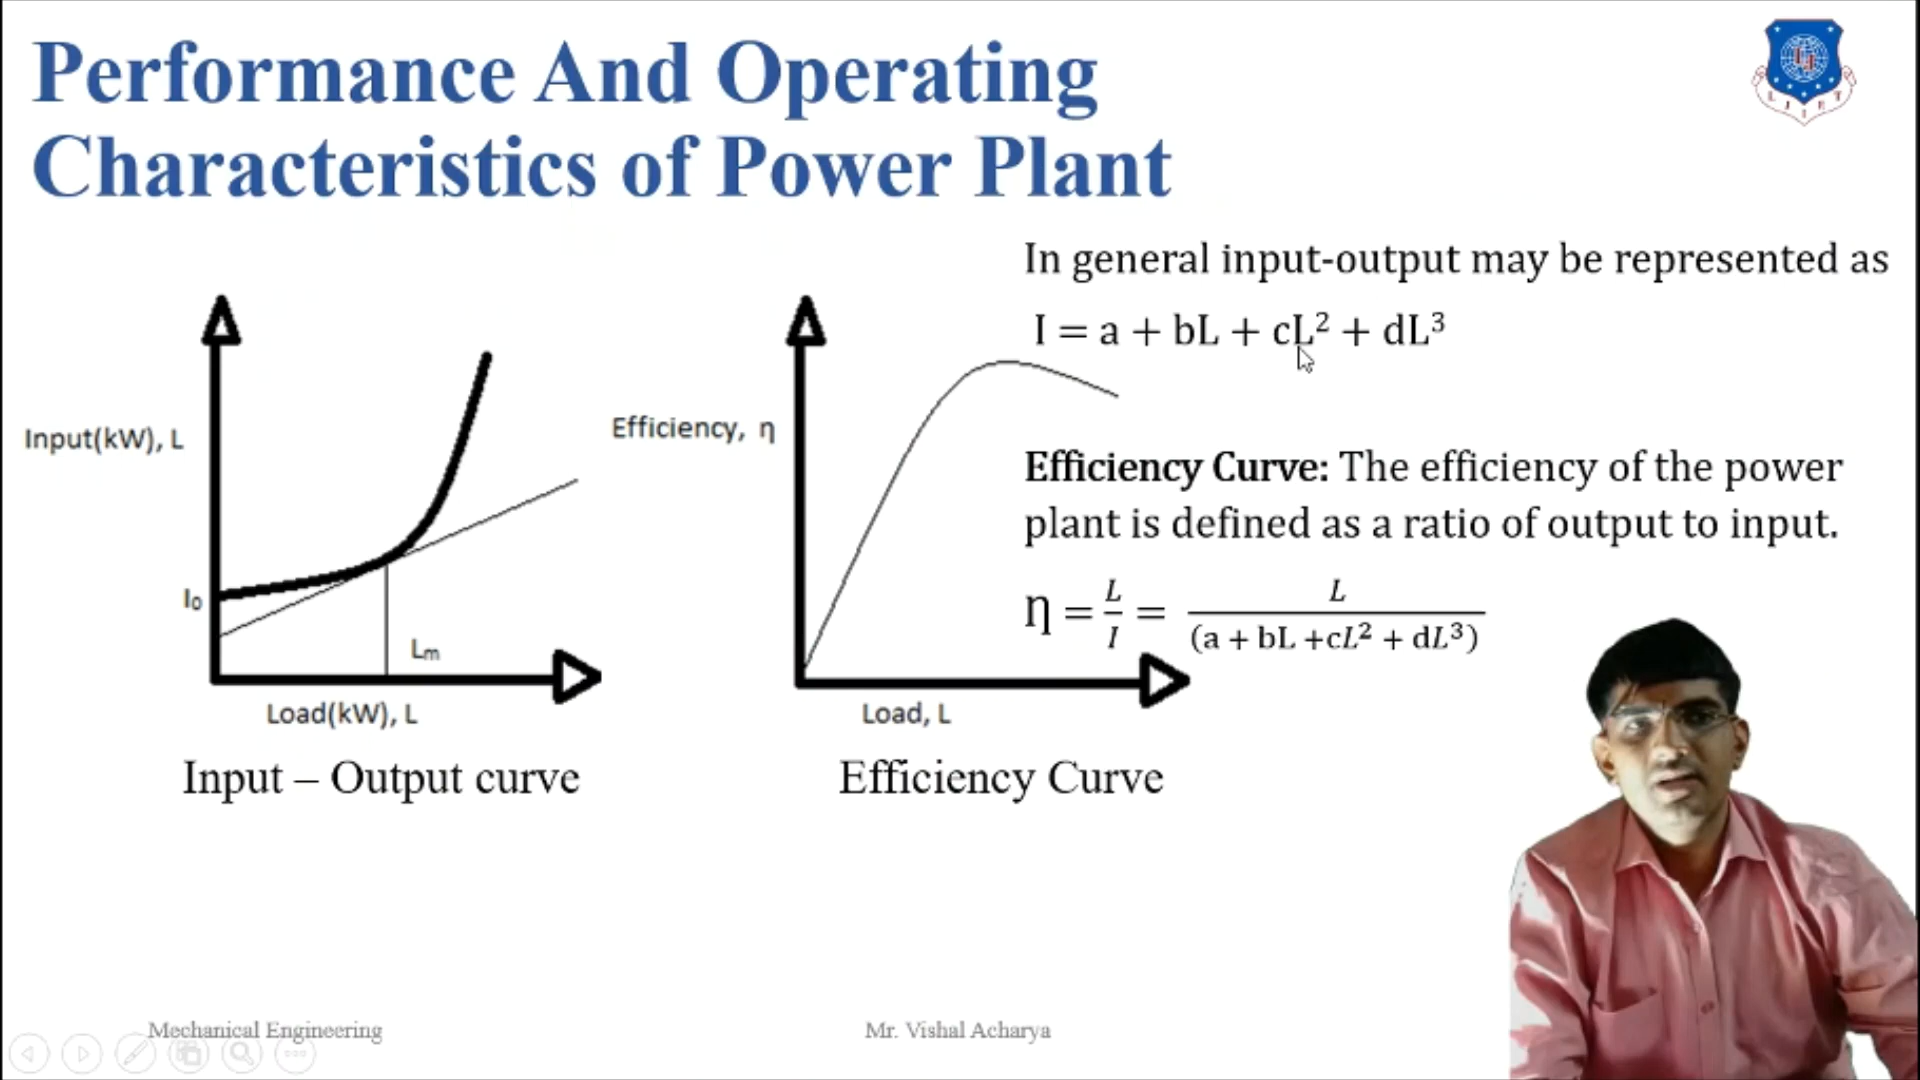 Performance And Operating
Characteristics of Power Plant
L J I E T
In general input-output may be represented as
I = a + bL + cL² + dL³
Input(kW), L
I₀
Lₘ
Load(kW), L
Input – Output curve
Efficiency, η
Load, L
Efficiency Curve
Efficiency Curve: The efficiency of the power
plant is defined as a ratio of output to input.
η = L/I = L/(a + bL +cL² + dL³)
Mechanical Engineering
Mr. Vishal Acharya